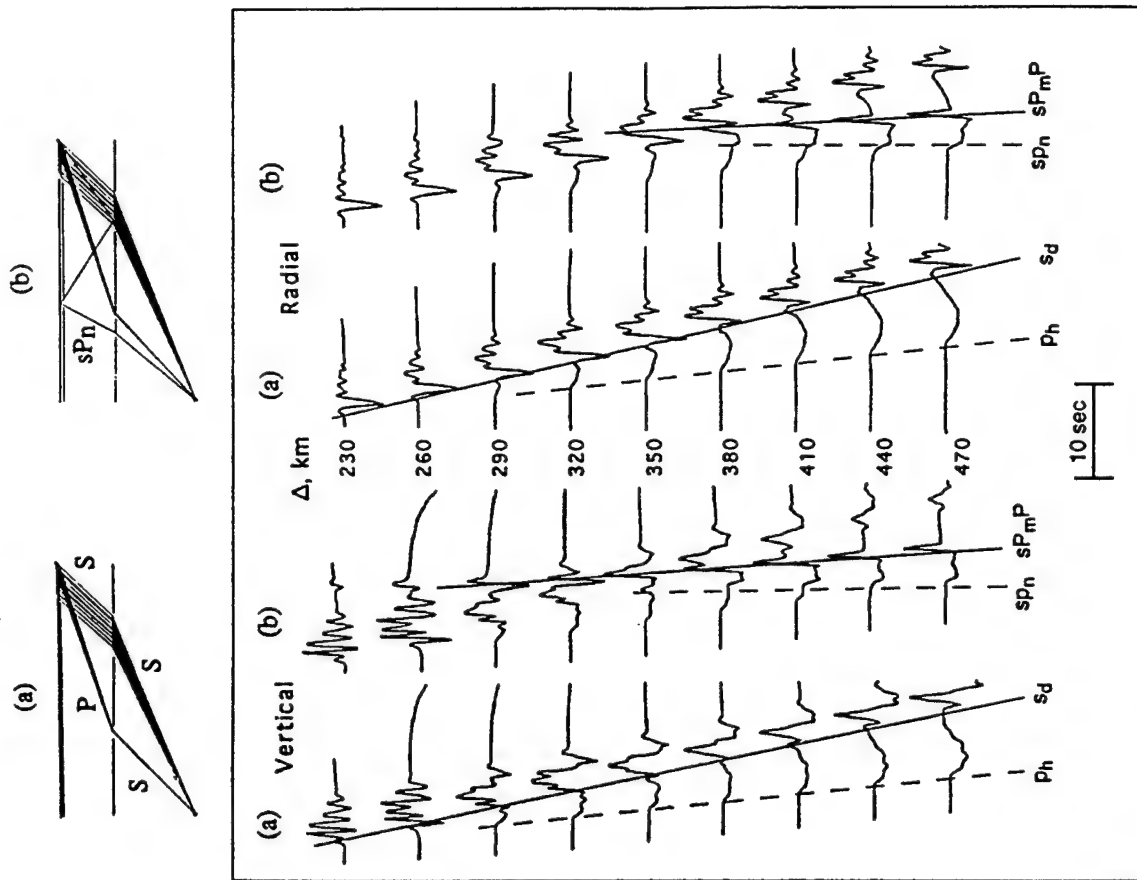 (a)
P
S
S
S
(b)
sPn
Vertical
Δ, km
Radial
(a)
(b)
(a)
(b)
230
260
290
320
350
380
410
440
470
ph
sd
spn
sPmP
ph
sd
spn
sPmP
10 sec